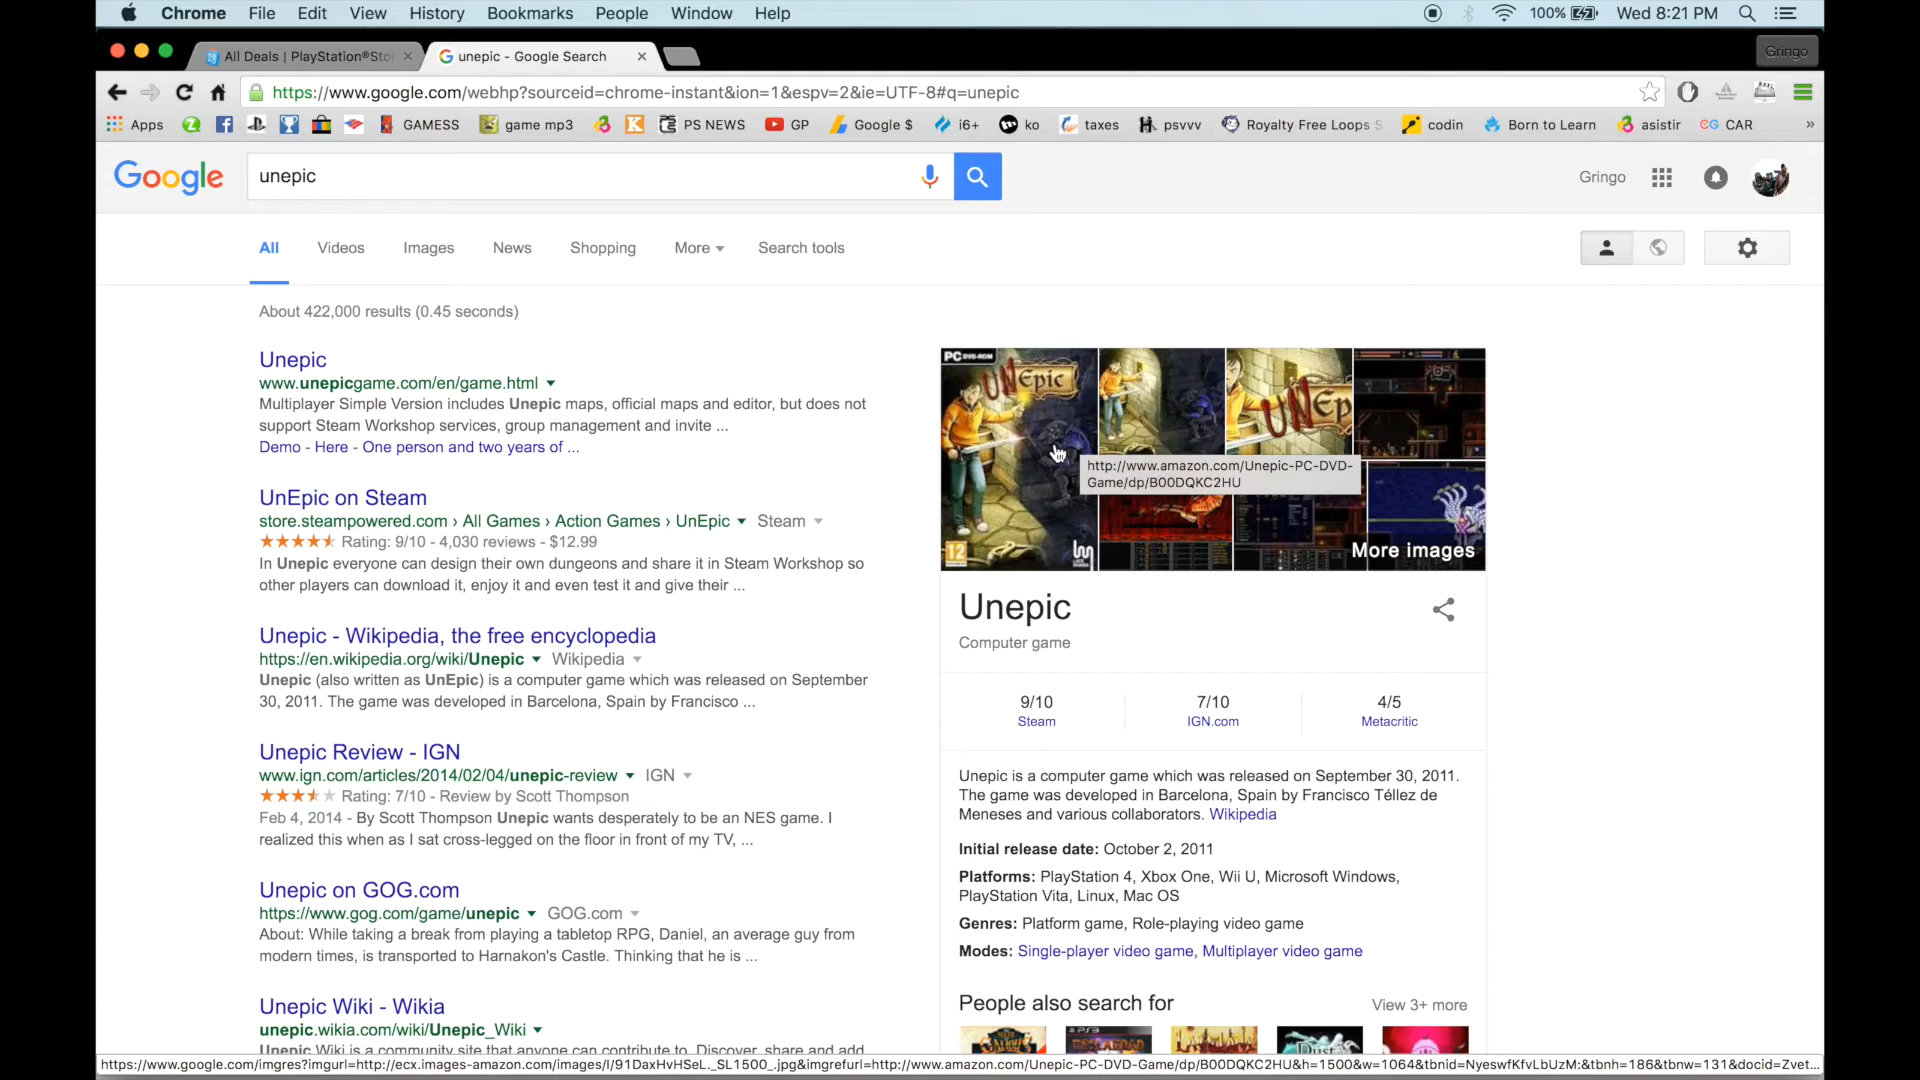 Chrome File Edit View History Bookmarks People Window Help 100% Wed 8:21 PM
All Deals | PlayStation®Sto unepic - Google Search Gringo
https://www.google.com/webhp?sourceid=chrome-instant&ion=1&espv=2&ie=UTF-8#q=unepic
Apps GAMESS game mp3 PS NEWS GP Google $ i6+ ko taxes psvvv Royalty Free Loops S codin Born to Learn asistir CG CAR »
Google unepic Gringo
All Videos Images News Shopping More Search tools
About 422,000 results (0.45 seconds)
Unepic
www.unepicgame.com/en/game.html
Multiplayer Simple Version includes Unepic maps, official maps and editor, but does not
support Steam Workshop services, group management and invite ...
Demo - Here - One person and two years of ...
UnEpic on Steam
store.steampowered.com › All Games › Action Games › UnEpic Steam
Rating: 9/10 - 4,030 reviews - $12.99
In Unepic everyone can design their own dungeons and share it in Steam Workshop so
other players can download it, enjoy it and even test it and give their ...
Unepic - Wikipedia, the free encyclopedia
https://en.wikipedia.org/wiki/Unepic Wikipedia
Unepic (also written as UnEpic) is a computer game which was released on September
30, 2011. The game was developed in Barcelona, Spain by Francisco ...
Unepic Review - IGN
www.ign.com/articles/2014/02/04/unepic-review IGN
Rating: 7/10 - Review by Scott Thompson
Feb 4, 2014 - By Scott Thompson Unepic wants desperately to be an NES game. I
realized this when as I sat cross-legged on the floor in front of my TV, ...
Unepic on GOG.com
https://www.gog.com/game/unepic GOG.com
About: While taking a break from playing a tabletop RPG, Daniel, an average guy from
modern times, is transported to Harnakon's Castle. Thinking that he is ...
Unepic Wiki - Wikia
unepic.wikia.com/wiki/Unepic_Wiki
Unepic Wiki is a community site that anyone can contribute to. Discover, share and add
PC DVD-ROM
UNEpic
UNEp
http://www.amazon.com/Unepic-PC-DVD-
Game/dp/B00DQKC2HU
12
More images
Unepic
Computer game
9/10 7/10 4/5
Steam IGN.com Metacritic
Unepic is a computer game which was released on September 30, 2011.
The game was developed in Barcelona, Spain by Francisco Téllez de
Meneses and various collaborators. Wikipedia
Initial release date: October 2, 2011
Platforms: PlayStation 4, Xbox One, Wii U, Microsoft Windows,
PlayStation Vita, Linux, Mac OS
Genres: Platform game, Role-playing video game
Modes: Single-player video game, Multiplayer video game
People also search for View 3+ more
https://www.google.com/imgres?imgurl=http://ecx.images-amazon.com/images/I/91DaxHvHSeL._SL1500_.jpg&imgrefurl=http://www.amazon.com/Unepic-PC-DVD-Game/dp/B00DQKC2HU&h=1500&w=1064&tbnid=NyeswfKfvLbUzM:&tbnh=186&tbnw=131&docid=Zvet...